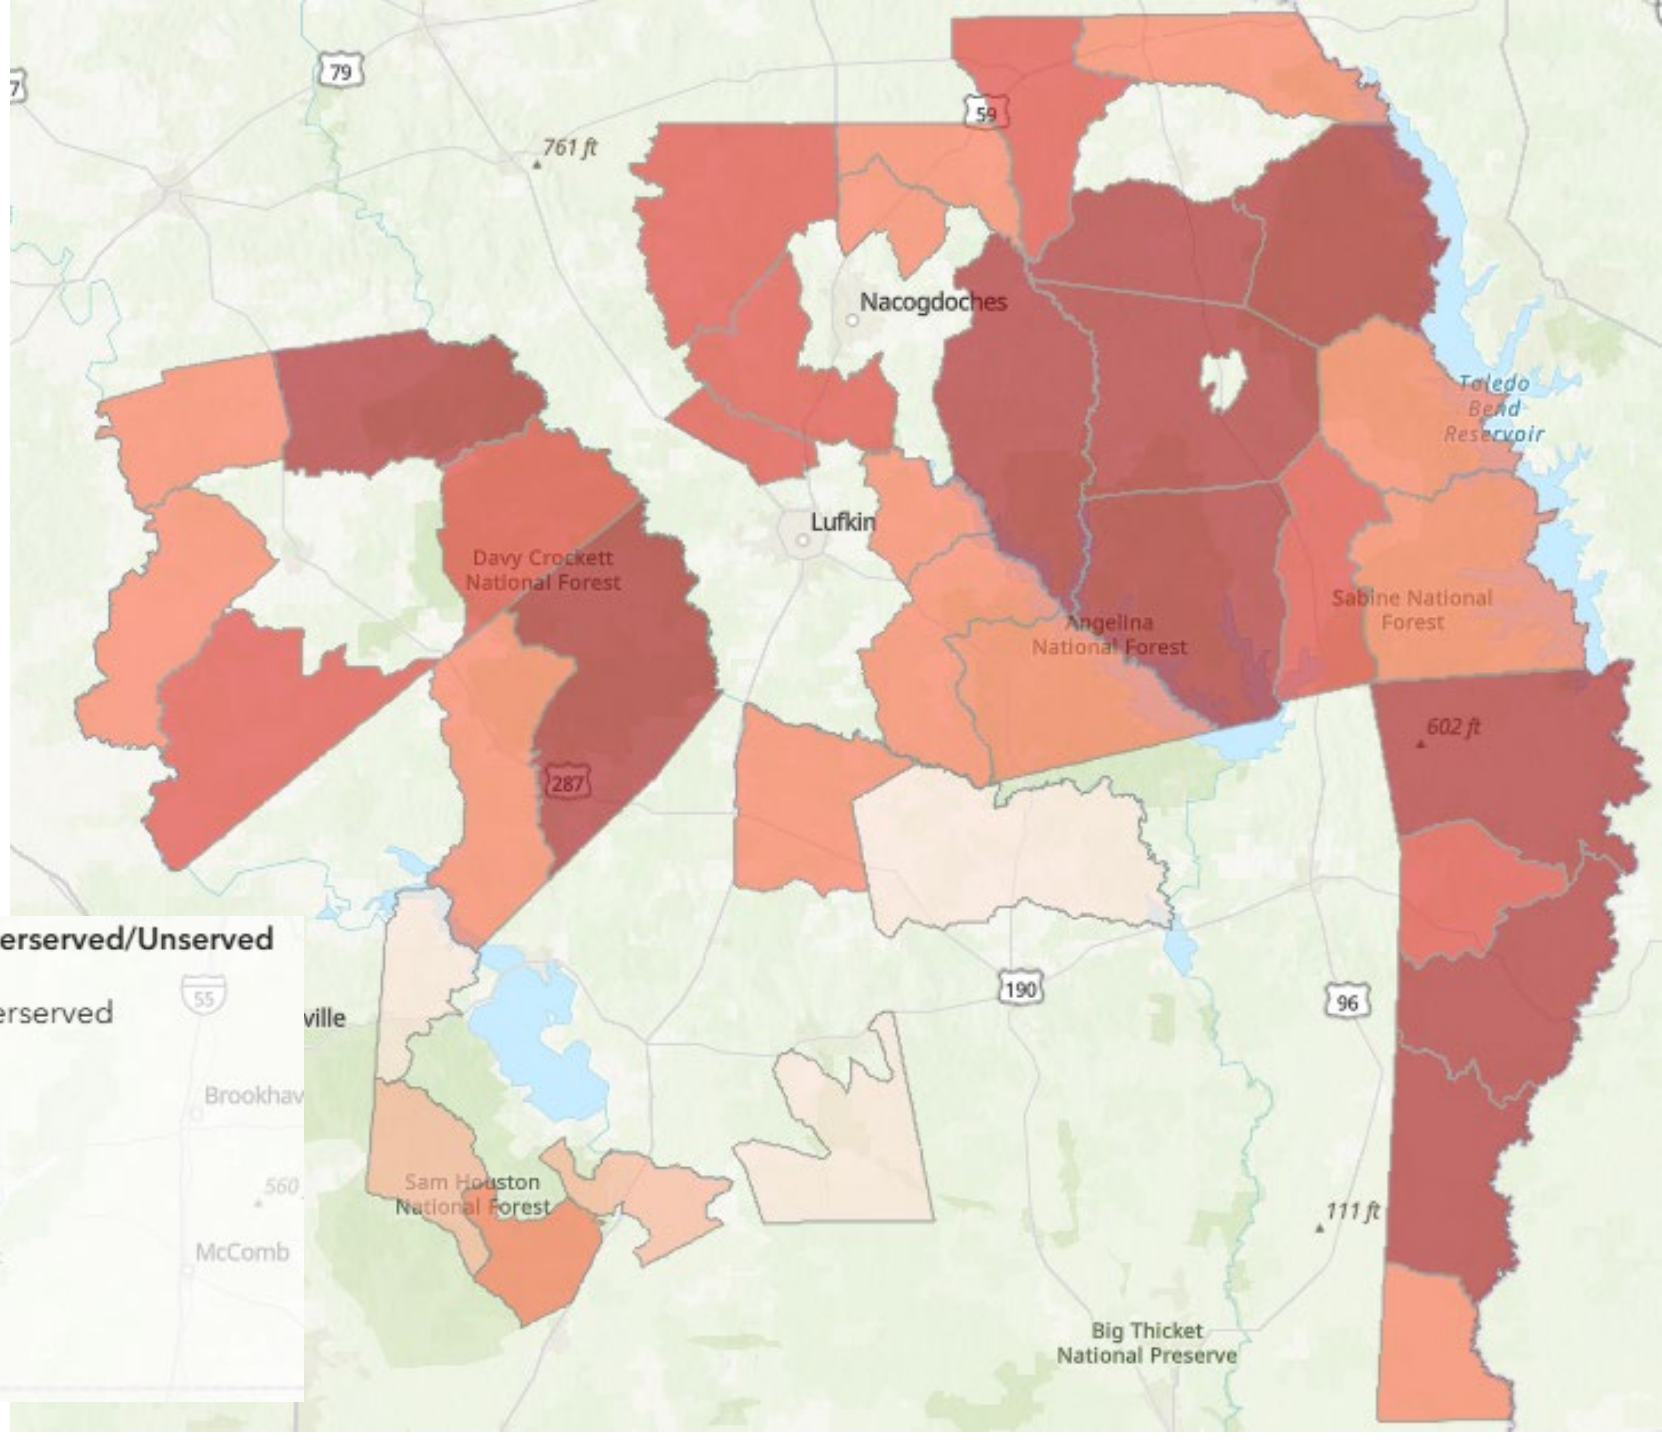 79
7
59
761 ft
Nacogdoches
Toledo
Bend
Reservoir
Lufkin
Davy Crockett
National Forest
Sabine National
Forest
Angelina
National Forest
602 ft
287
erserved/Unserved
erserved
55
ville
190
96
Brookhav
Sam Houston
National Forest
560
111 ft
McComb
Big Thicket
National Preserve